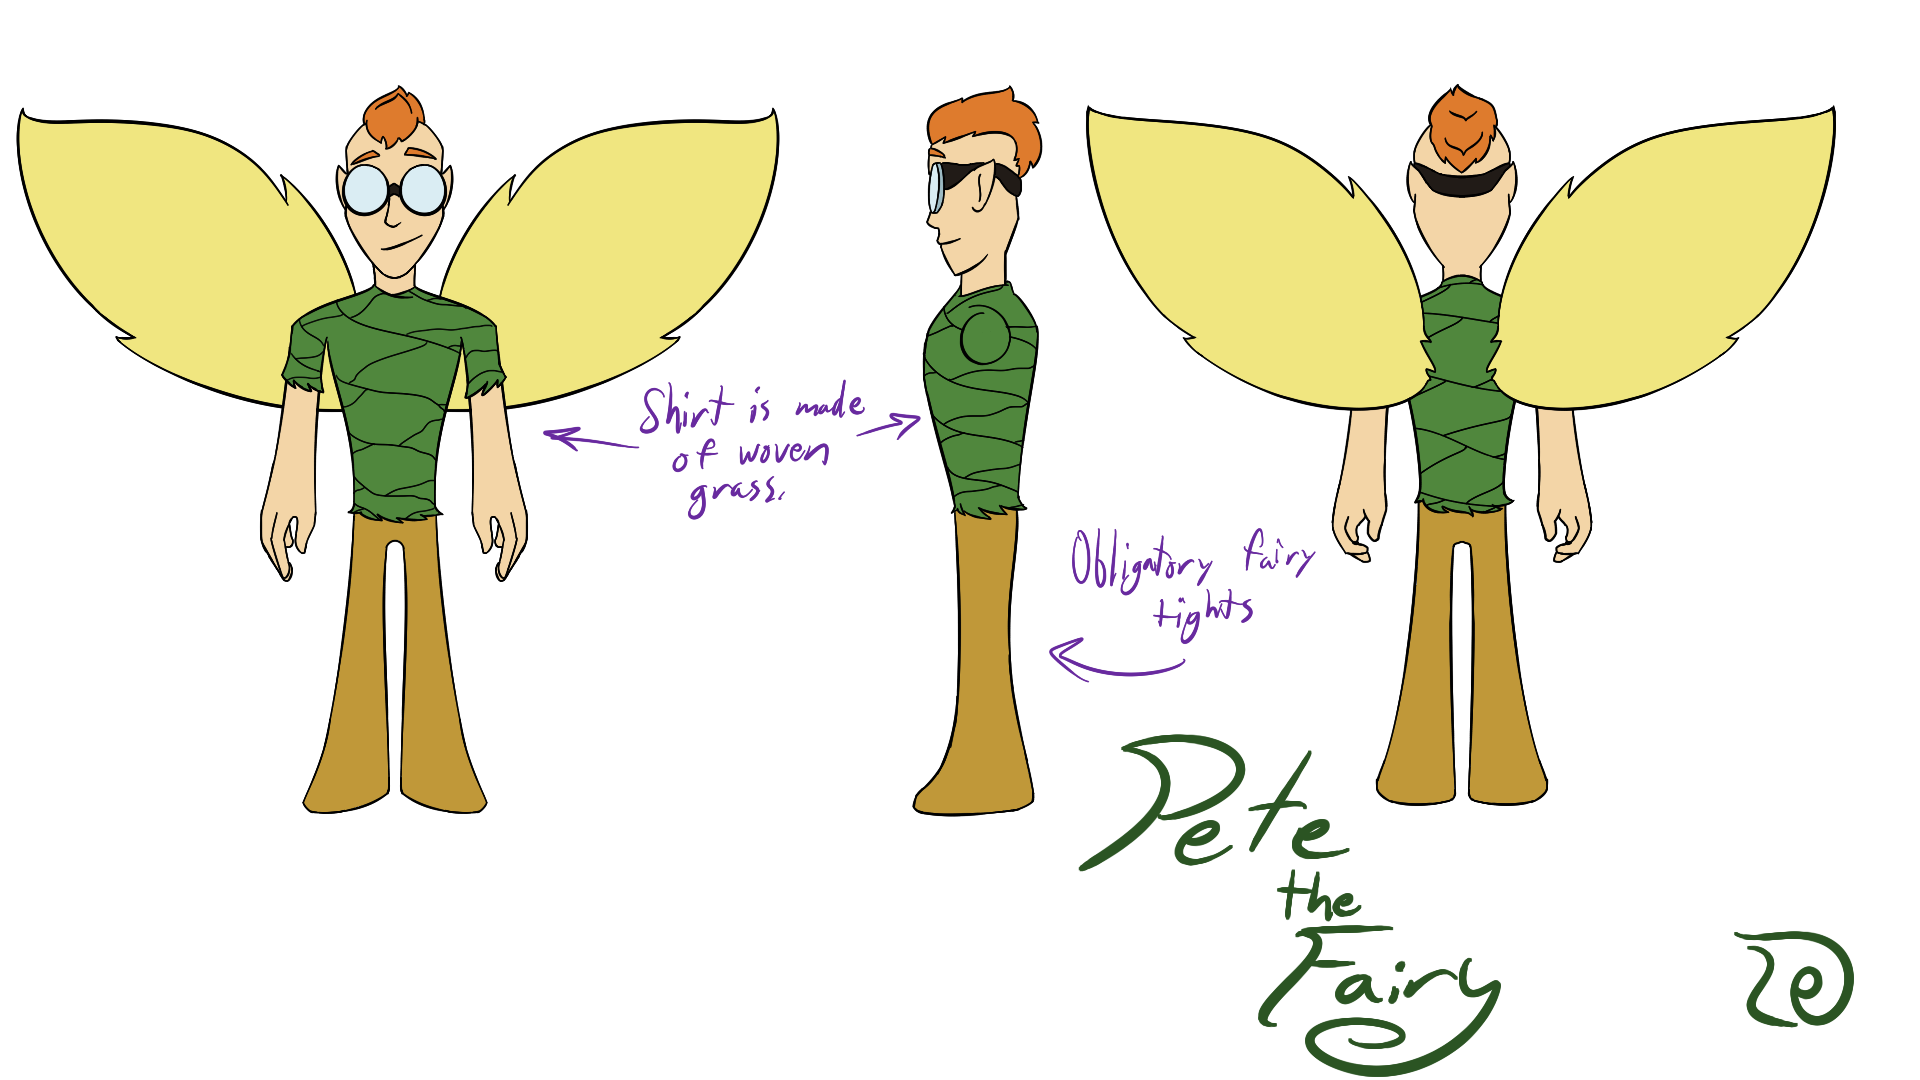 Shirt is made
of woven
grass.
Obligatory fairy
tights
Pete
the
Fairy